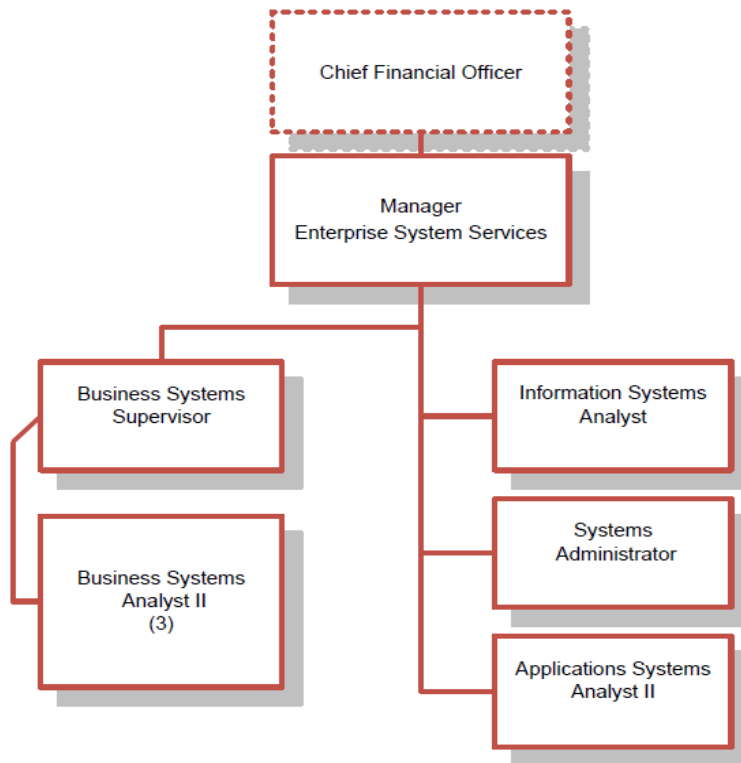 Chief Financial Officer
Manager
Enterprise System Services
Business Systems
Supervisor
Business Systems
Analyst II
(3)
Information Systems
Analyst
Systems
Administrator
Applications Systems
Analyst II